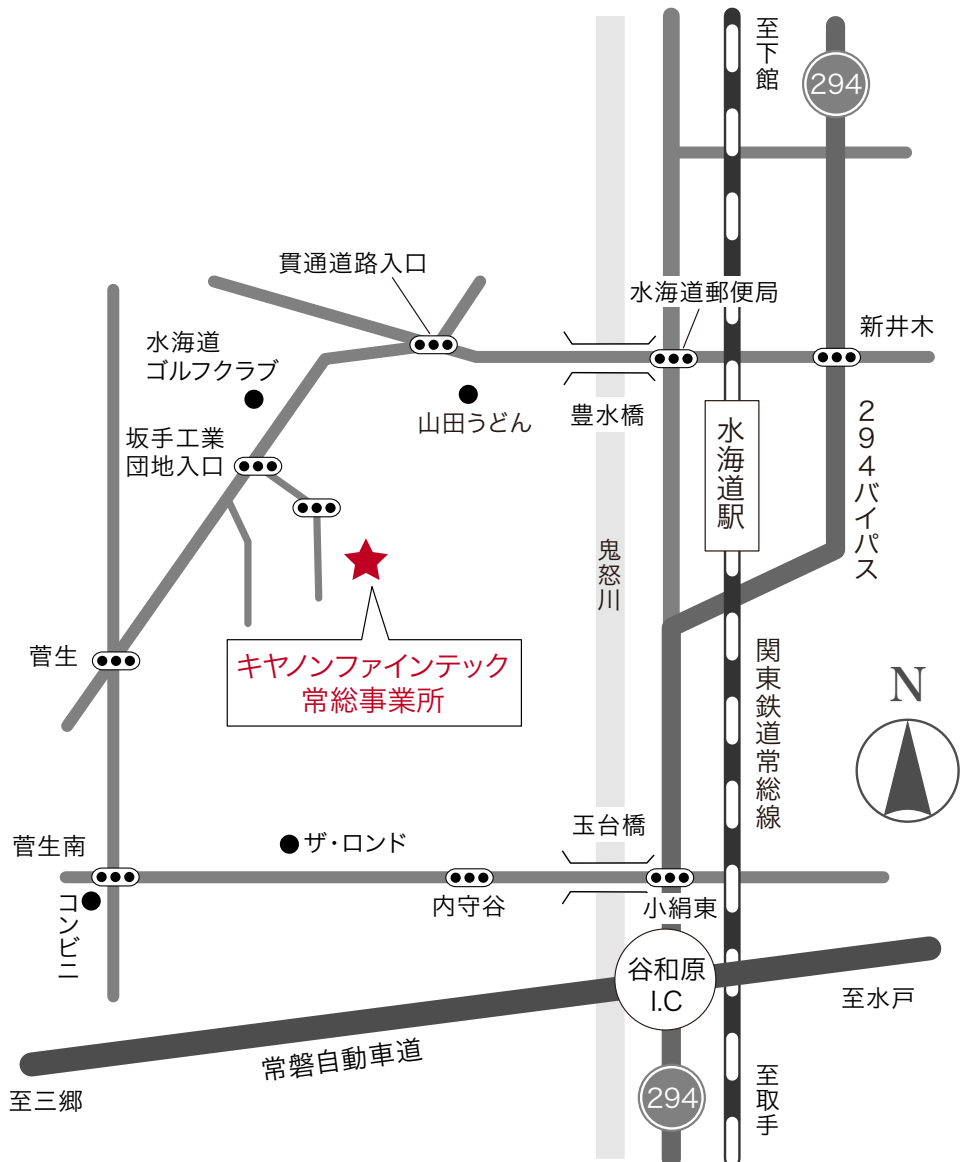 至下館
294
貫通道路入口
水海道郵便局
新井木
水海道
ゴルフクラブ
山田うどん
豊水橋
294バイパス
坂手工業
団地入口
水海道駅
鬼怒川
菅生
キヤノンファインテック
常総事業所
関東鉄道常総線
N
玉台橋
菅生南
ザ・ロンド
コンビニ
内守谷
小絹東
谷和原
I.C
至水戸
常磐自動車道
至三郷
294
至取手